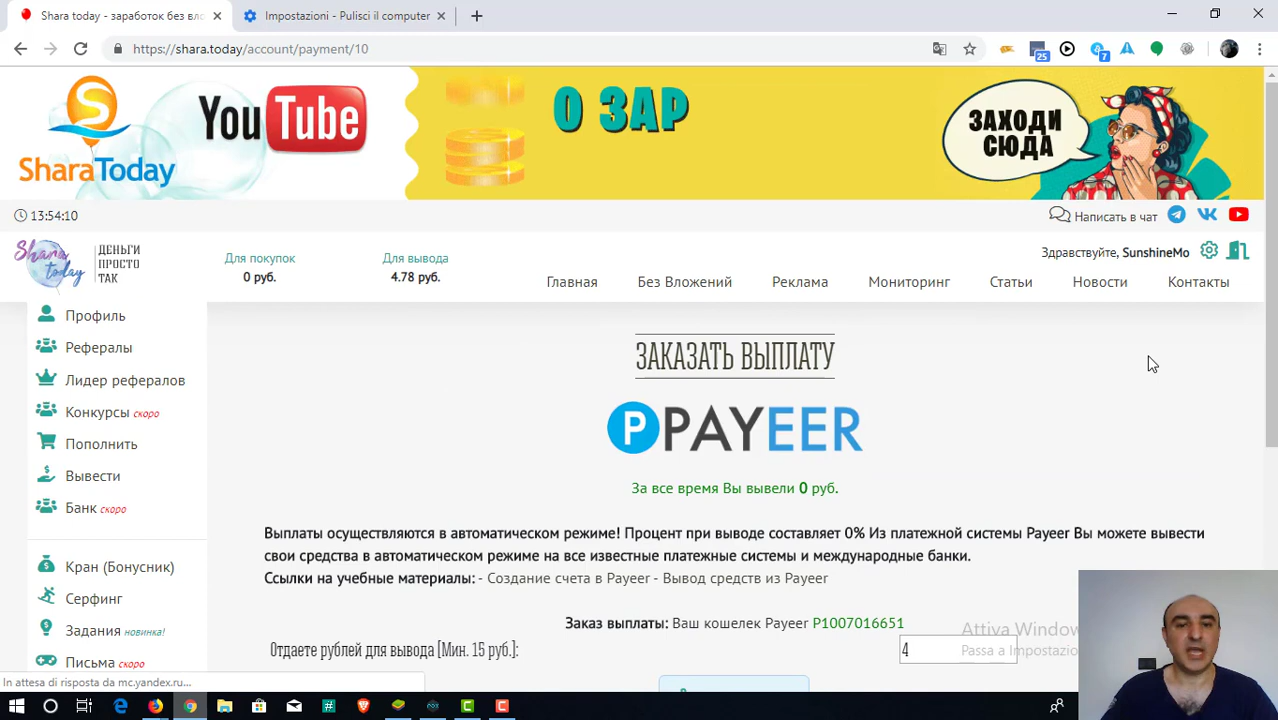 Shara today - заработок без вло
Impostazioni - Pulisci il computer
https://shara.today/account/payment/10
25
7
S
SharaToday
YouTube
О ЗАР
ЗАХОДИ СЮДА
13:54:10
Написать в чат
Shara today
ДЕНЬГИ ПРОСТО ТАК
Для покупок
0 руб.
Для вывода
4.78 руб.
Здравствуйте, SunshineMo
Главная Без Вложений Реклама Мониторинг Статьи Новости Контакты
Профиль
Рефералы
Лидер рефералов
Конкурсы скоро
Пополнить
Вывести
Банк скоро
Кран (Бонусник)
Серфинг
Задания новинка!
Письма скоро
ЗАКАЗАТЬ ВЫПЛАТУ
P PAYEER
За все время Вы вывели 0 руб.
Выплаты осуществляются в автоматическом режиме! Процент при выводе составляет 0% Из платежной системы Payeer Вы можете вывести
свои средства в автоматическом режиме на все известные платежные системы и международные банки.
Ссылки на учебные материалы: - Создание счета в Payeer - Вывод средств из Payeer
Заказ выплаты: Ваш кошелек Payeer P1007016651
Отдаете рублей для вывода [Мин. 15 руб.]:
4
Attiva Window
Passa a Impostazio
In attesa di risposta da mc.yandex.ru...